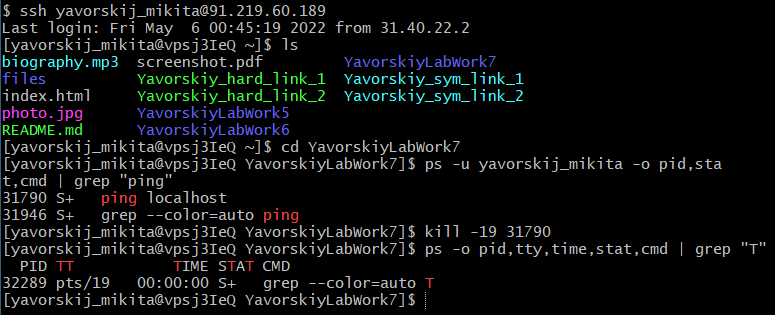 $ ssh yavorskij_mikita@91.219.60.189
Last login: Fri May  6 00:45:19 2022 from 31.40.22.2
[yavorskij_mikita@vpsj3IeQ ~]$ ls
biography.mp3  screenshot.pdf          YavorskiyLabWork7
files          Yavorskiy_hard_link_1  Yavorskiy_sym_link_1
index.html     Yavorskiy_hard_link_2  Yavorskiy_sym_link_2
photo.jpg      YavorskiyLabWork5
README.md      YavorskiyLabWork6
[yavorskij_mikita@vpsj3IeQ ~]$ cd YavorskiyLabWork7
[yavorskij_mikita@vpsj3IeQ YavorskiyLabWork7]$ ps -u yavorskij_mikita -o pid,sta
t,cmd | grep "ping"
31790 S+   ping localhost
31946 S+   grep --color=auto ping
[yavorskij_mikita@vpsj3IeQ YavorskiyLabWork7]$ kill -19 31790
[yavorskij_mikita@vpsj3IeQ YavorskiyLabWork7]$ ps -o pid,tty,time,stat,cmd | grep "T"
  PID TT           TIME STAT CMD
32289 pts/19   00:00:00 S+   grep --color=auto T
[yavorskij_mikita@vpsj3IeQ YavorskiyLabWork7]$